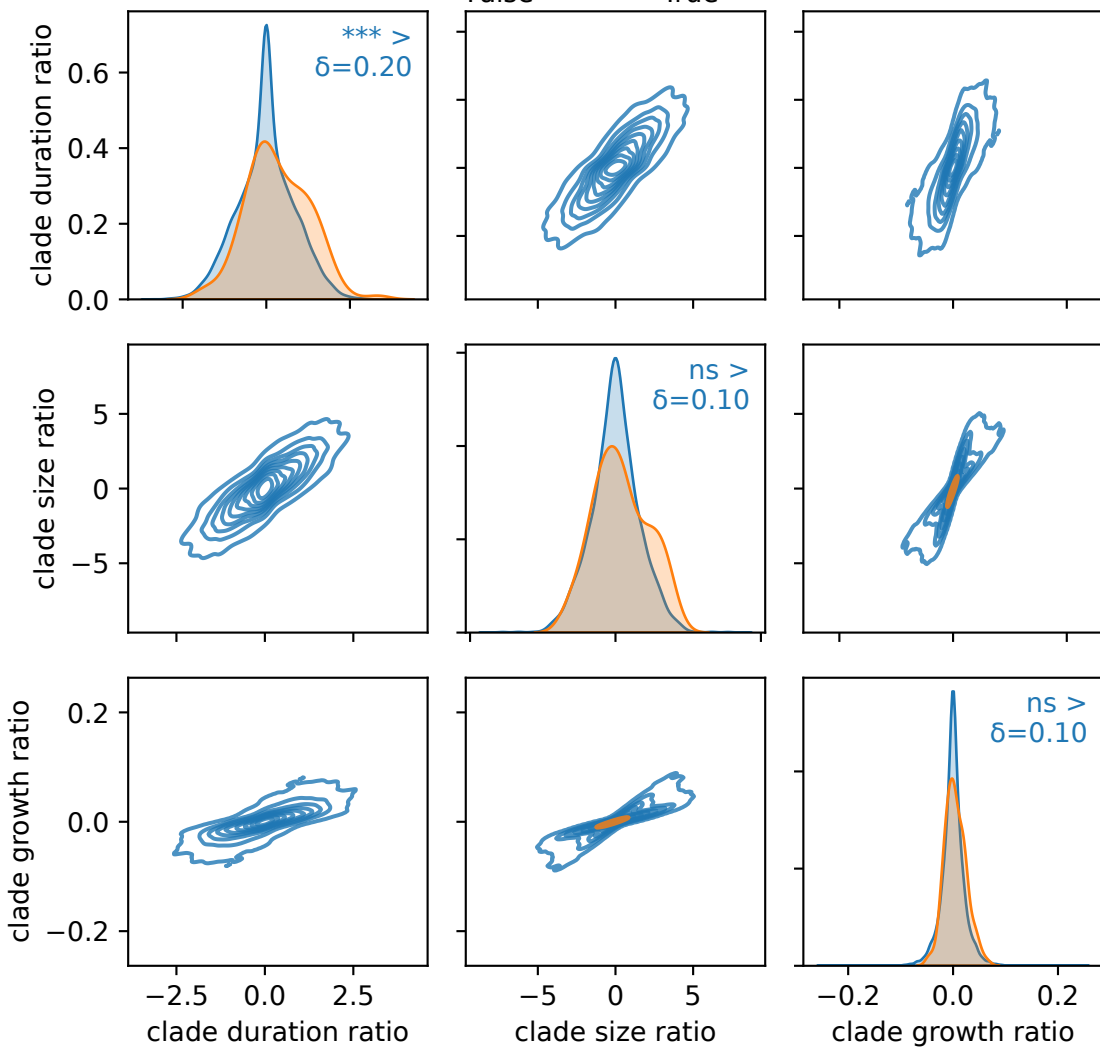 clade duration ratio
0.6
0.4
0.2
0.0
*** >
δ=0.20
clade size ratio
5
0
−5
ns >
δ=0.10
clade growth ratio
0.2
0.0
−0.2
ns >
δ=0.10
−2.5 0.0 2.5
−5 0 5
−0.2 0.0 0.2
clade duration ratio
clade size ratio
clade growth ratio